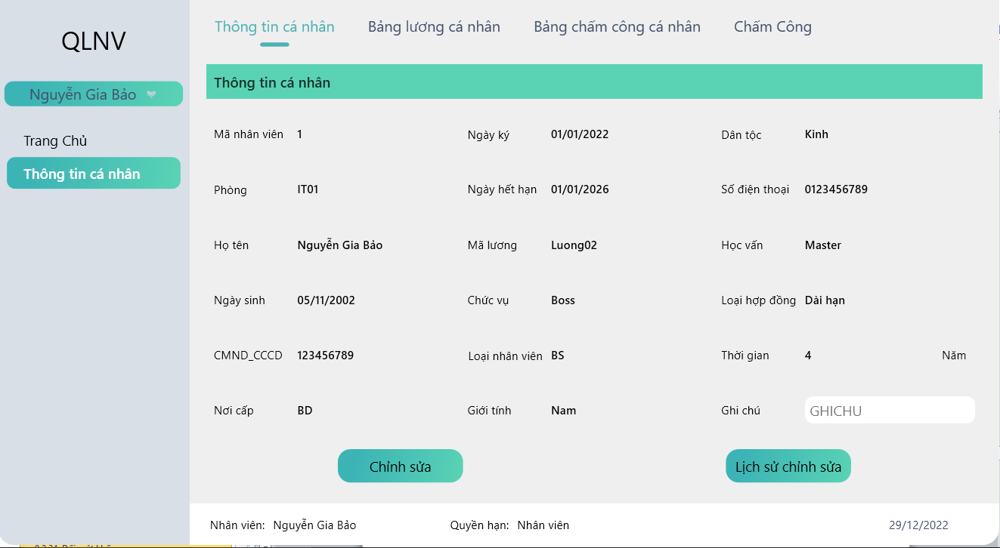 QLNV
Nguyễn Gia Bảo
Trang Chủ
Thông tin cá nhân
Thông tin cá nhân Bảng lương cá nhân Bảng chấm công cá nhân Chấm Công
Thông tin cá nhân
Mã nhân viên 1 Ngày ký 01/01/2022 Dân tộc Kinh
Phòng IT01 Ngày hết hạn 01/01/2026 Số điện thoại 0123456789
Họ tên Nguyễn Gia Bảo Mã lương Luong02 Học vấn Master
Ngày sinh 05/11/2002 Chức vụ Boss Loại hợp đồng Dài hạn
CMND_CCCD 123456789 Loại nhân viên BS Thời gian 4 Năm
Nơi cấp BD Giới tính Nam Ghi chú GHICHU
Chỉnh sửa Lịch sử chỉnh sửa
Nhân viên: Nguyễn Gia Bảo Quyền hạn: Nhân viên 29/12/2022